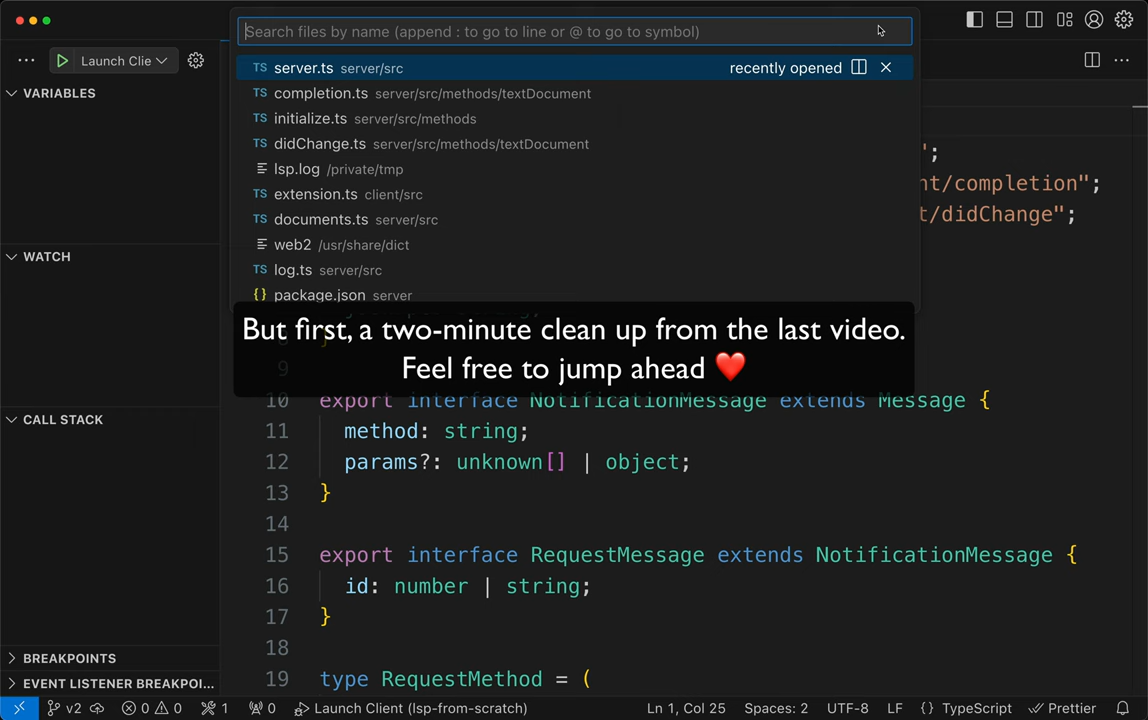 Search files by name (append : to go to line or @ to go to symbol)
Launch Clie
VARIABLES
WATCH
CALL STACK
BREAKPOINTS
EVENT LISTENER BREAKPOI...
TS server.ts server/src recently opened
TS completion.ts server/src/methods/textDocument
TS initialize.ts server/src/methods
TS didChange.ts server/src/methods/textDocument
lsp.log /private/tmp
TS extension.ts client/src
TS documents.ts server/src
web2 /usr/share/dict
TS log.ts server/src
{} package.json server
";
nt/completion";
t/didChange";
But first, a two-minute clean up from the last video.
Feel free to jump ahead ❤️
9
10 export interface NotificationMessage extends Message {
11 method: string;
12 params?: unknown[] | object;
13 }
14
15 export interface RequestMessage extends NotificationMessage {
16 id: number | string;
17 }
18
19 type RequestMethod = (
v2 0 0 1 0 Launch Client (lsp-from-scratch) Ln 1, Col 25 Spaces: 2 UTF-8 LF {} TypeScript Prettier